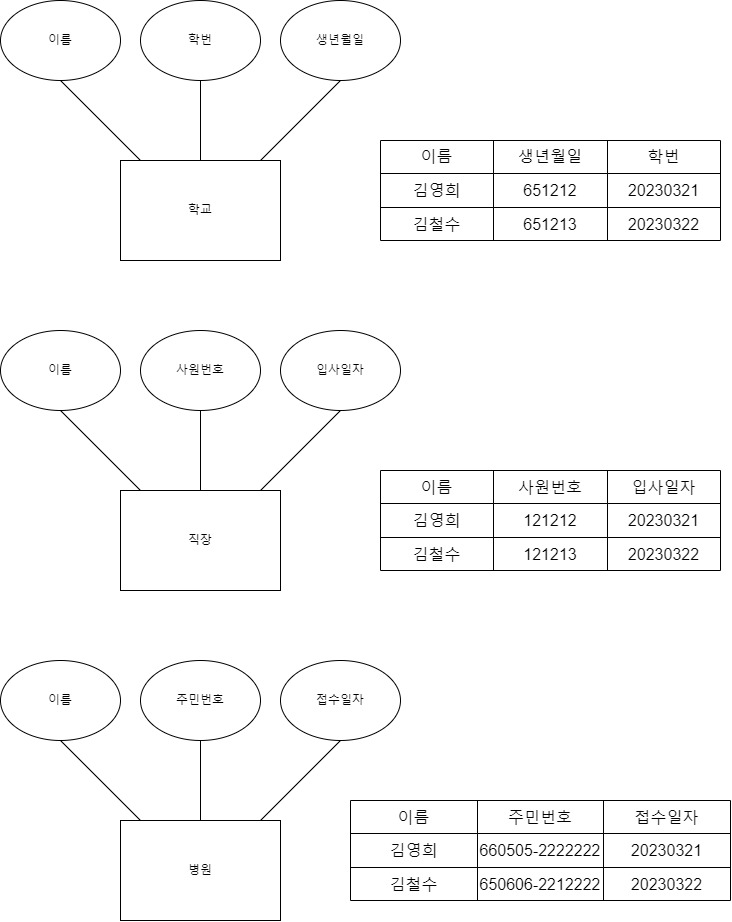 이름 학번 생년월일
학교
이름 생년월일 학번
김영희 651212 20230321
김철수 651213 20230322
이름 사원번호 입사일자
직장
이름 사원번호 입사일자
김영희 121212 20230321
김철수 121213 20230322
이름 주민번호 접수일자
병원
이름 주민번호 접수일자
김영희 660505-2222222 20230321
김철수 650606-2212222 20230322